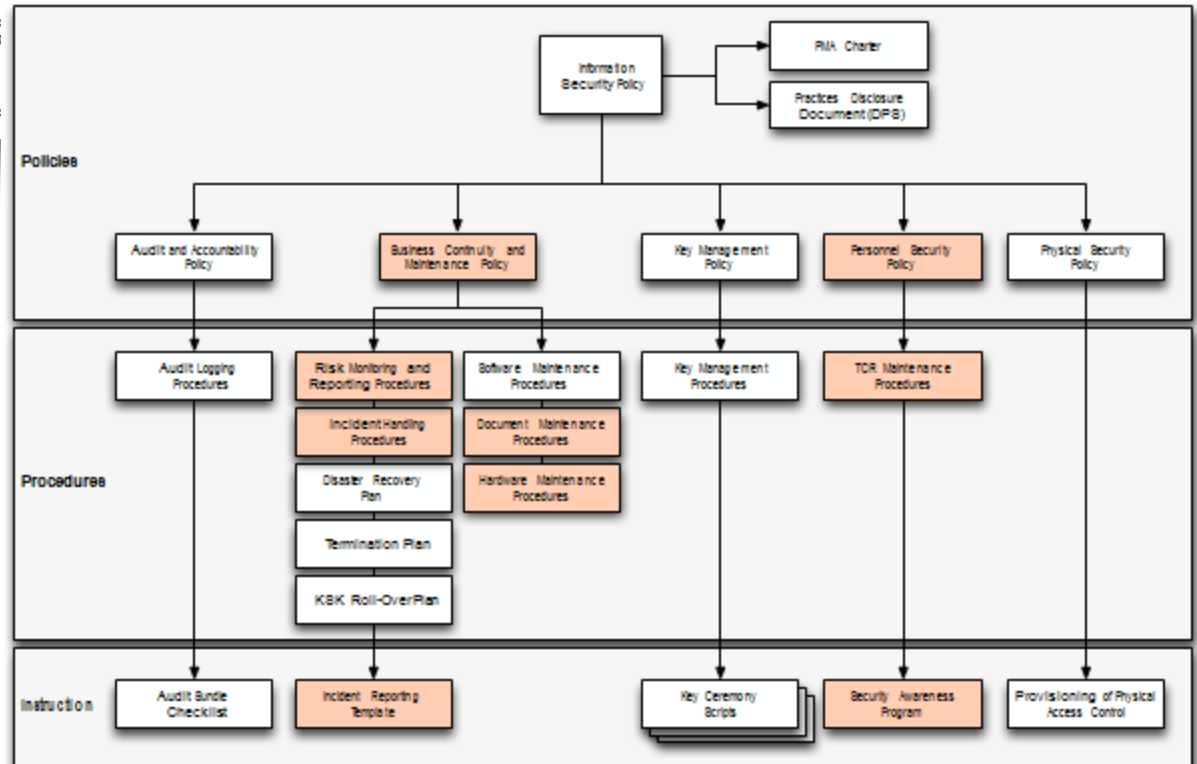 Information
Security Policy
PMA Charter
Practices Disclosure
Document (DPS)
Policies
Audit and Accountability
Policy
Business Continuity and
Maintenance Policy
Key Management
Policy
Personnel Security
Policy
Physical Security
Policy
Audit Logging
Procedures
Risk Monitoring and
Reporting Procedures
Software Maintenance
Procedures
Key Management
Procedures
TCR Maintenance
Procedures
Incident Handling
Procedures
Document Maintenance
Procedures
Procedures
Disaster Recovery
Plan
Hardware Maintenance
Procedures
Termination Plan
KSK Roll-Over Plan
Instruction
Audit Bundle
Checklist
Incident Reporting
Template
Key Ceremony
Scripts
Security Awareness
Program
Provisioning of Physical
Access Control